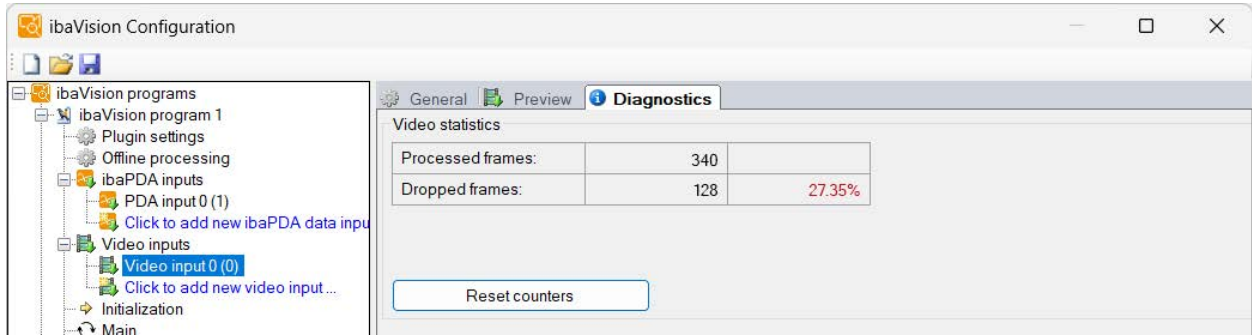 ibaVision Configuration
ibaVision programs
ibaVision program 1
Plugin settings
Offline processing
ibaPDA inputs
PDA input 0 (1)
Click to add new ibaPDA data inpu
Video inputs
Video input 0 (0)
Click to add new video input ...
Initialization
Main
General Preview Diagnostics
Video statistics
Processed frames: 340
Dropped frames: 128 27.35%
Reset counters